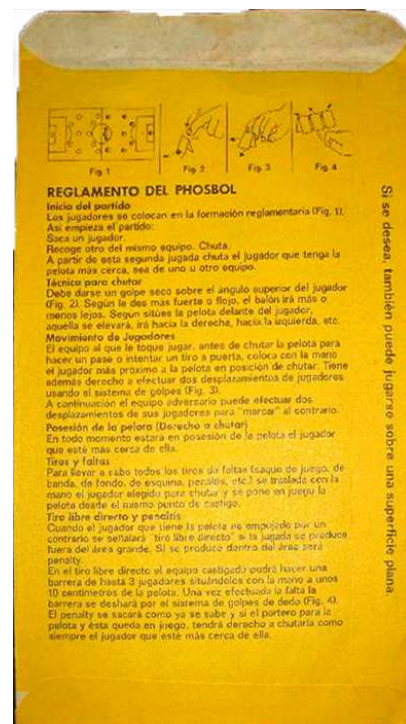 Fig. 1
Fig. 2
Fig. 3
Fig. 4
REGLAMENTO DEL PHOSBOL
Inicio del partido
Los jugadores se colocan en la formación reglamentaria (Fig. 1).
Asi empieza el partido:
Saca un jugador.
Recoge otro del mismo equipo. Chuta.
A partir de esta segunda jugada chuta el jugador que tenga la
pelota más cerca, sea de uno u otro equipo.
Técnica para chutar
Debe darse un golpe seco sobre el ángulo superior del jugador
(Fig. 2). Según le des más fuerte o flojo, el balón irá más o
menos lejos. Según sitúes la pelota delante del jugador,
aquélla se elevará, irá hacia la derecha, hacia la izquierda, etc.
Movimiento de Jugadores
El equipo al que le toque jugar, antes de chutar la pelota para
hacer un pase o intentar un tiro a puerta, coloca con la mano
el jugador más próximo a la pelota en posición de chutar. Tiene
además derecho a efectuar dos desplazamientos de jugadores
usando el sistema de golpes (Fig. 3).
A continuación el equipo adversario puede efectuar dos
desplazamientos de sus jugadores para "marcar" al contrario.
Posesión de la pelota (Derecho a chutar)
En todo momento estará en posesión de la pelota el jugador
que esté más cerca de ella.
Tiros y faltas
Para llevar a cabo todos los tiros de faltas (saque de juego, de
banda, de fondo, de esquina, penaltis, etc.) se traslada con la
mano el jugador elegido para chutar y se pone en juego la
pelota desde el mismo punto de castigo.
Tiro libre directo y penaltis
Cuando el jugador que tiene la pelota es empujado por un
contrario se señalará "tiro libre directo" si la jugada se produce
fuera del área grande. Si se produce dentro del área será
penalty.
En el tiro libre directo el equipo castigado podrá hacer una
barrera de hasta 3 jugadores situándolos con la mano a unos
10 centímetros de la pelota. Una vez efectuada la falta la
barrera se deshará por el sistema de golpes de dedo (Fig. 4).
El penalty se sacará como ya se sabe y si el portero para la
pelota y ésta queda en juego, tendrá derecho a chutarla como
siempre el jugador que esté más cerca de ella.
Si se desea, también puede jugarse sobre una superficie plana.